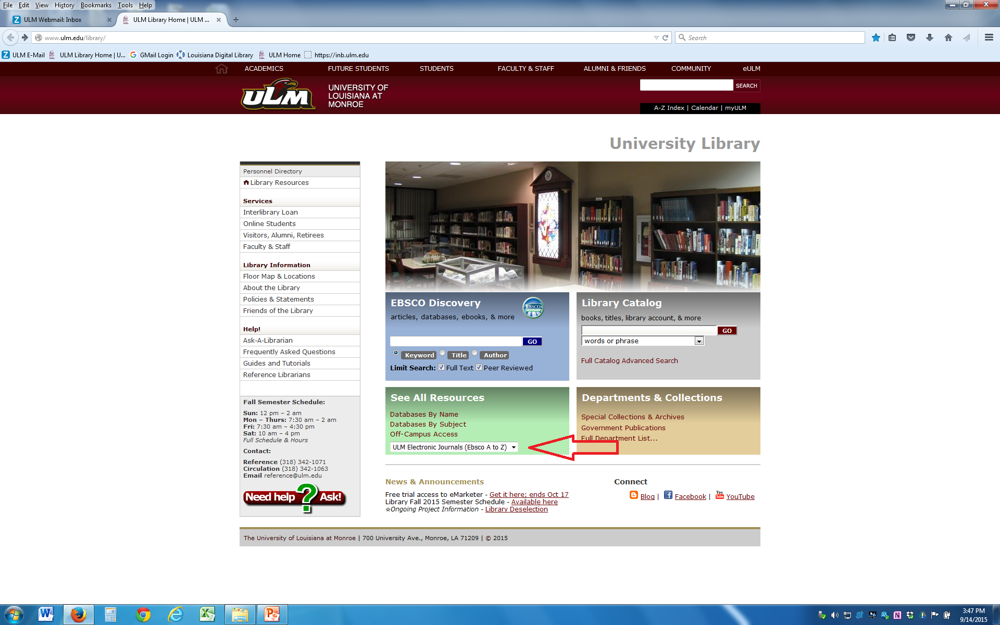 File Edit View History Bookmarks Tools Help
ULM Webmail: Inbox
ULM Library Home | ULM ...
www.ulm.edu/library/
Search
ULM E-Mail
ULM Library Home | U...
GMail Login
Louisiana Digital Library
ULM Home
https://inb.ulm.edu
ACADEMICS FUTURE STUDENTS STUDENTS FACULTY & STAFF ALUMNI & FRIENDS COMMUNITY eULM
ULM
UNIVERSITY OF
LOUISIANA AT
MONROE
SEARCH
A-Z Index | Calendar | myULM
University Library
Personnel Directory
Library Resources
Services
Interlibrary Loan
Online Students
Visitors, Alumni, Retirees
Faculty & Staff
Library Information
Floor Map & Locations
About the Library
Policies & Statements
Friends of the Library
Help!
Ask-A-Librarian
Frequently Asked Questions
Guides and Tutorials
Reference Librarians
Fall Semester Schedule:
Sun: 12 pm – 2 am
Mon – Thurs: 7:30 am – 2 am
Fri: 7:30 am – 4:30 pm
Sat: 10 am – 4 pm
Full Schedule & Hours
Contact:
Reference (318) 342-1071
Circulation (318) 342-1063
Email reference@ulm.edu
Need help ? Ask!
EBSCO Discovery
EBSCO
articles, databases, ebooks, & more
GO
Keyword Title Author
Limit Search: Full Text Peer Reviewed
Library Catalog
books, titles, library account, & more
GO
words or phrase
Full Catalog Advanced Search
See All Resources
Databases By Name
Databases By Subject
Off-Campus Access
ULM Electronic Journals (Ebsco A to Z)
Departments & Collections
Special Collections & Archives
Government Publications
Full Department List...
News & Announcements
Free trial access to eMarketer - Get it here; ends Oct 17
Library Fall 2015 Semester Schedule - Available here
☆Ongoing Project Information - Library Deselection
Connect
Blog | Facebook | You Tube YouTube
The University of Louisiana at Monroe | 700 University Ave., Monroe, LA 71209 | © 2015
3:47 PM
9/14/2015